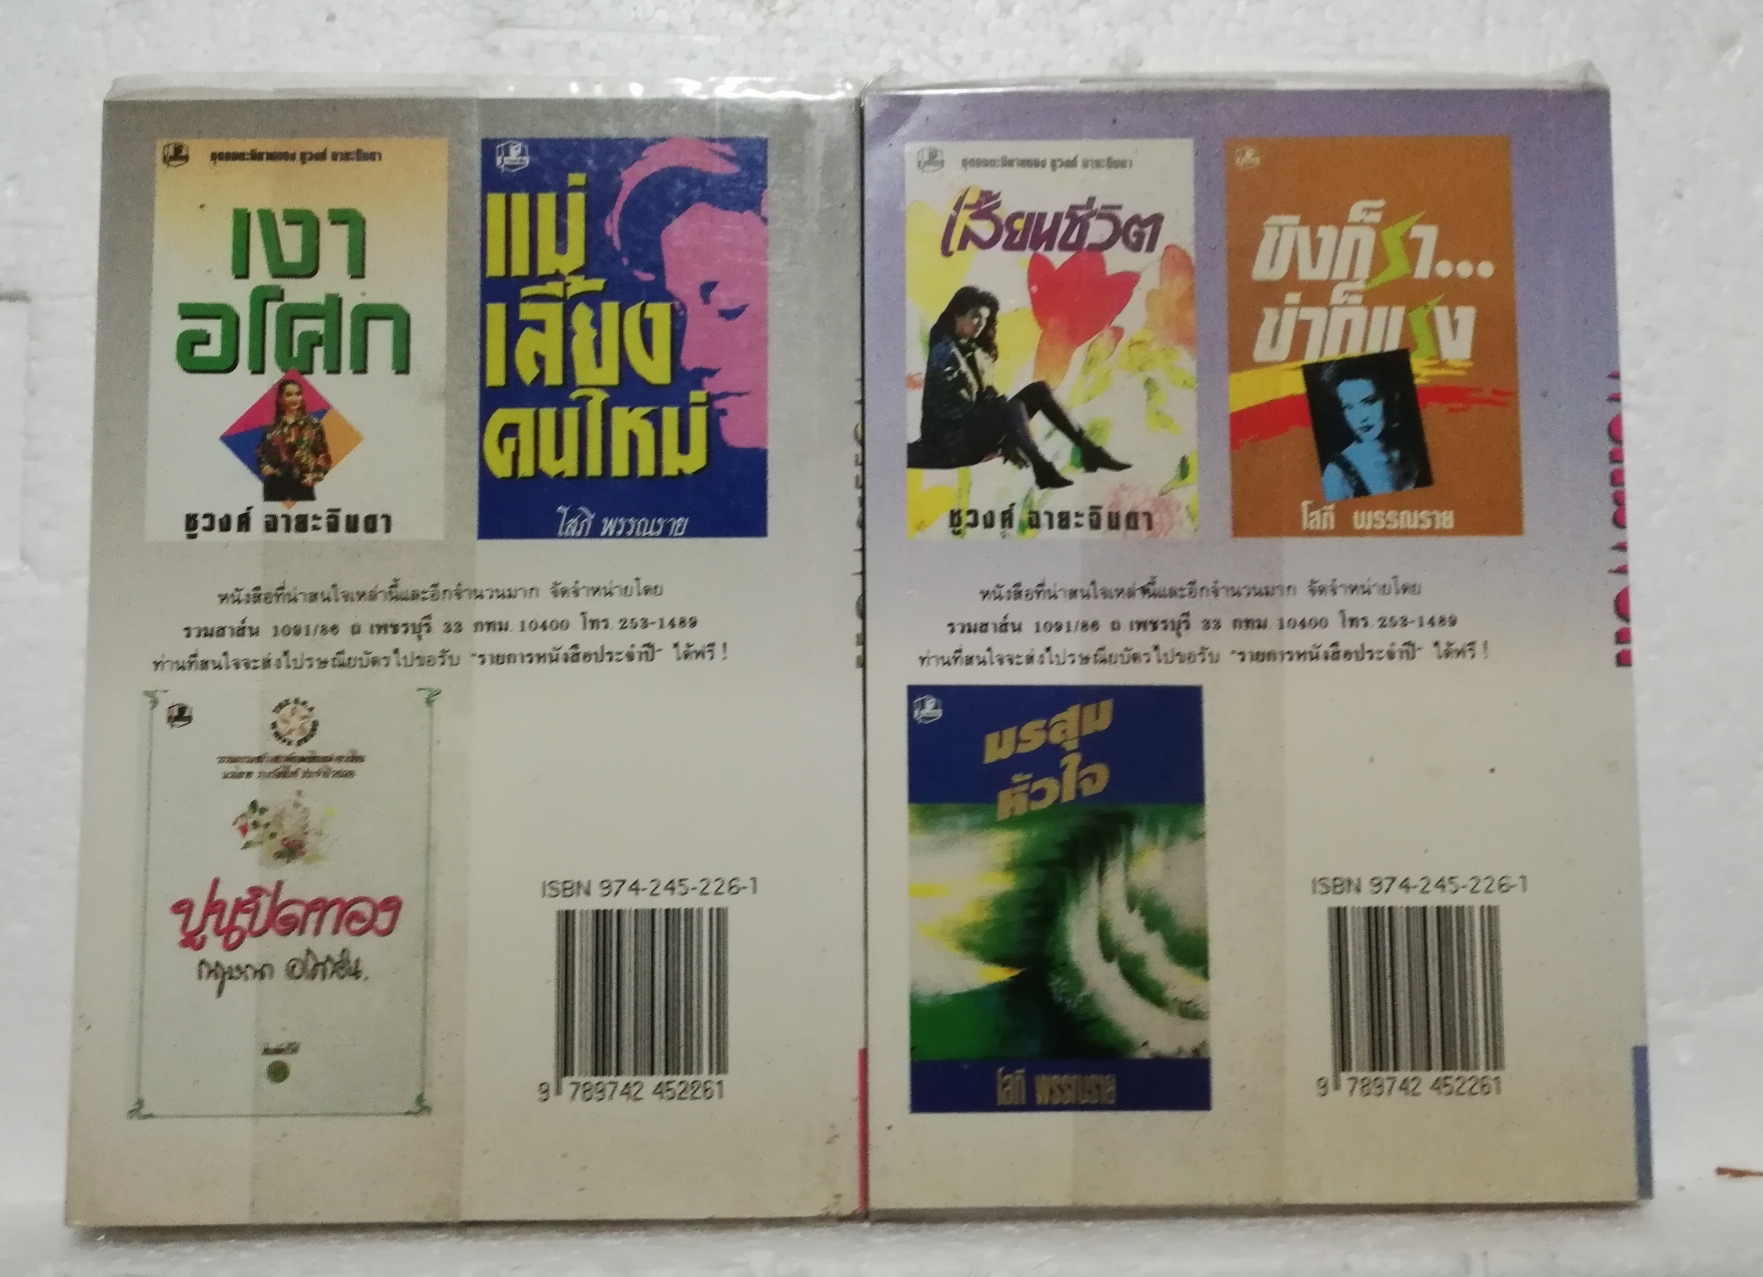 เงา
อโศก
ชูวงศ์ ฉายะจินดา
แม่
เลี้ยง
คนใหม่
โสภี พรรณราย
หนังสือที่น่าสนใจเหล่านี้และอีกจำนวนมาก จัดจำหน่ายโดย
รวมสาส์น 1091/86 ถ เพชรบุรี 33 กทม. 10400 โทร. 253-1489
ท่านที่สนใจจะส่งไปรษณียบัตรไปขอรับ "รายการหนังสือประจำปี" ได้ฟรี !
ปูนปิดทอง
กฤษณา อโศกสิน
ISBN 974-245-226-1
9 789742 452261
เรียนชีวิต
ชูวงศ์ ฉายะจินดา
ขิงก็รา...
ข่าก็แรง
โสภี พรรณราย
หนังสือที่น่าสนใจเหล่านี้และอีกจำนวนมาก จัดจำหน่ายโดย
รวมสาส์น 1091/86 ถ เพชรบุรี 33 กทม 10400 โทร. 253-1489
ท่านที่สนใจจะส่งไปรษณียบัตรไปขอรับ "รายการหนังสือประจำปี" ได้ฟรี !
มรสุม
หัวใจ
โสภี พรรณราย
ISBN 974-245-226-1
9 789742 452261